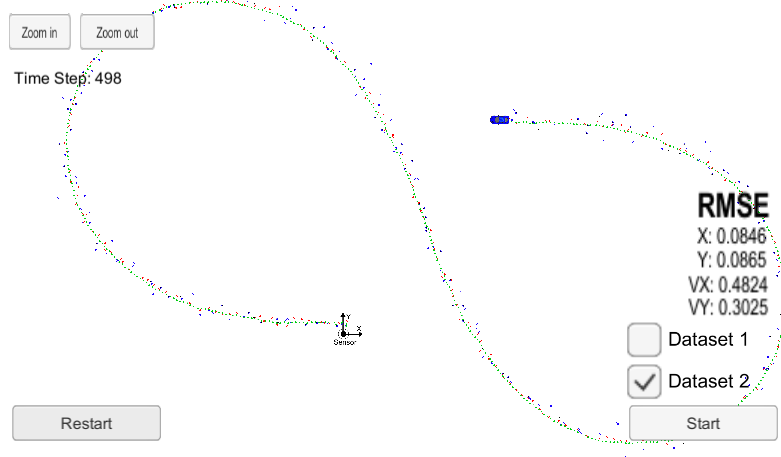 Zoom in
Zoom out
Time Step: 498
RMSE
X: 0.0846
Y: 0.0865
VX: 0.4824
VY: 0.3025
Y
X
Sensor
Dataset 1
Dataset 2
Restart
Start